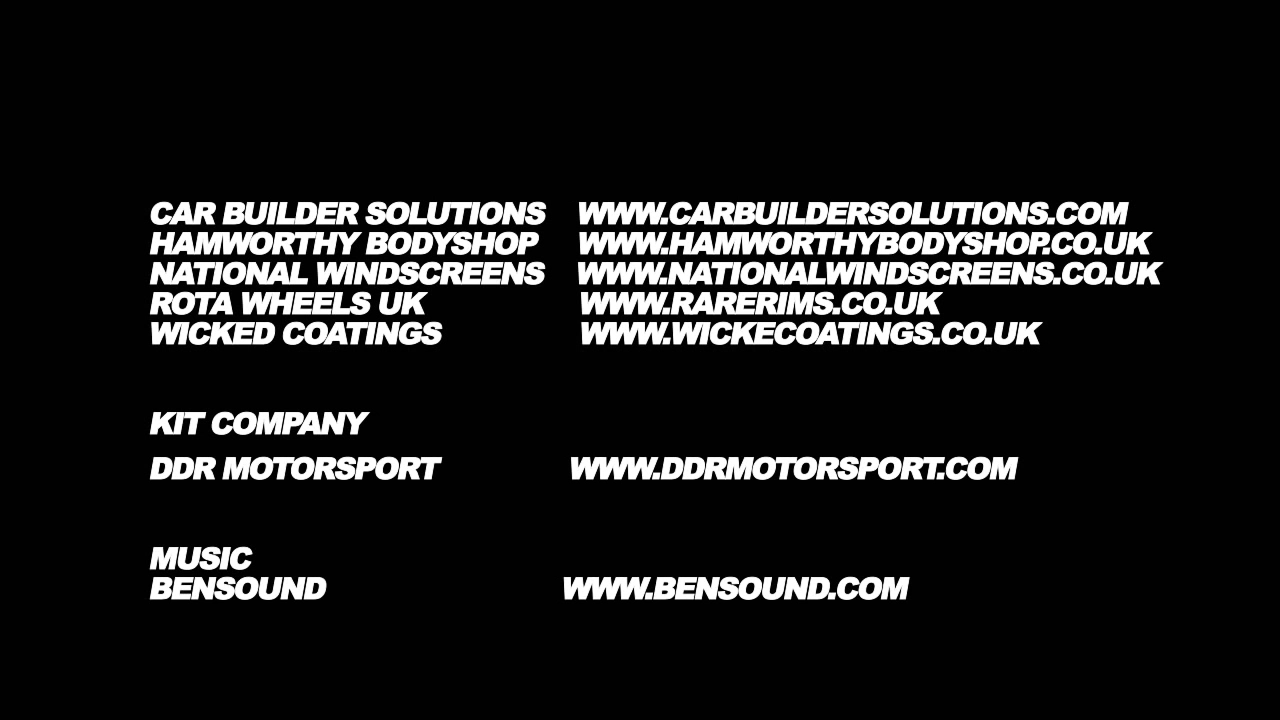 CAR BUILDER SOLUTIONS WWW.CARBUILDERSOLUTIONS.COM
HAMWORTHY BODYSHOP WWW.HAMWORTHYBODYSHOP.CO.UK
NATIONAL WINDSCREENS WWW.NATIONALWINDSCREENS.CO.UK
ROTA WHEELS UK WWW.RARERIMS.CO.UK
WICKED COATINGS WWW.WICKECOATINGS.CO.UK
KIT COMPANY
DDR MOTORSPORT WWW.DDRMOTORSPORT.COM
MUSIC
BENSOUND WWW.BENSOUND.COM